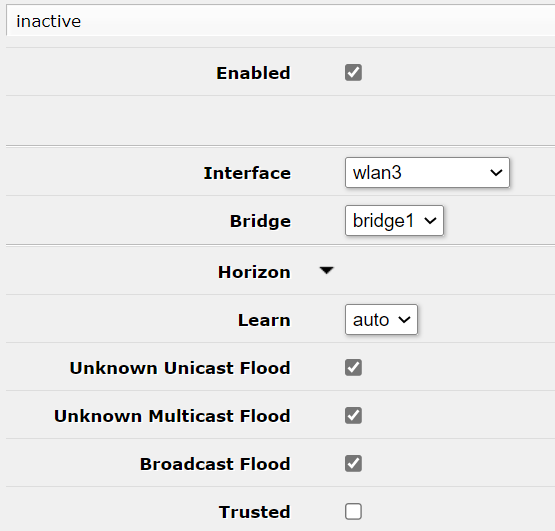 inactive
Enabled
Interface wlan3
Bridge bridge1
Horizon
Learn auto
Unknown Unicast Flood
Unknown Multicast Flood
Broadcast Flood
Trusted